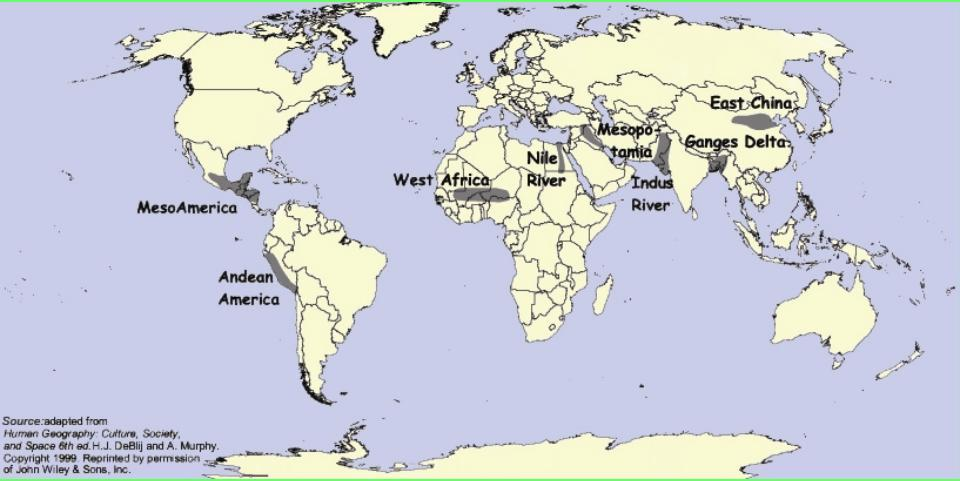 East China
Mesopo-
tamia
Ganges Delta
Nile
River
West Africa
Indus
River
MesoAmerica
Andean
America
Source:adapted from
Human Geography: Culture, Society,
and Space 6th ed.H.J. DeBlij and A. Murphy.
Copyright 1999. Reprinted by permission
of John Wiley & Sons, Inc.